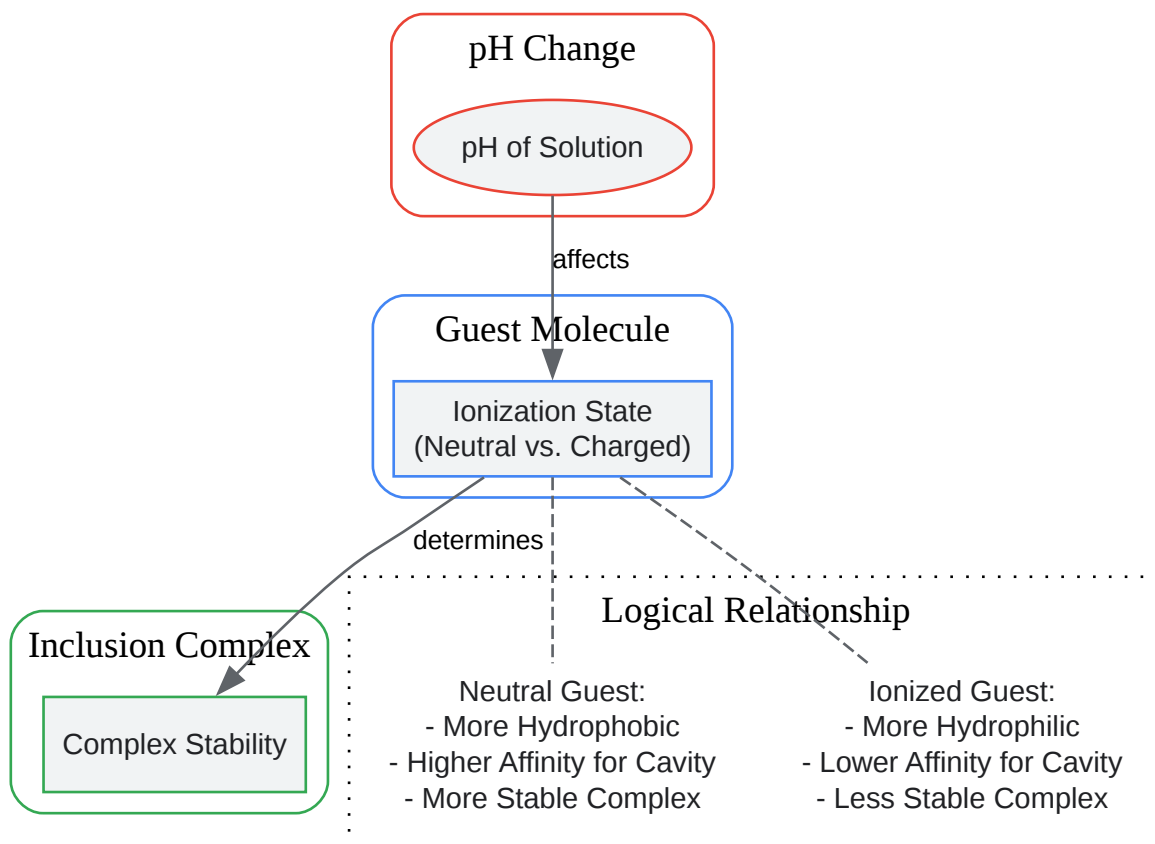 pH Change
pH of Solution
affects
Guest Molecule
Ionization State
(Neutral vs. Charged)
determines
Logical Relationship
Inclusion Complex
Complex Stability
Neutral Guest:
- More Hydrophobic
- Higher Affinity for Cavity
- More Stable Complex
Ionized Guest:
- More Hydrophilic
- Lower Affinity for Cavity
- Less Stable Complex